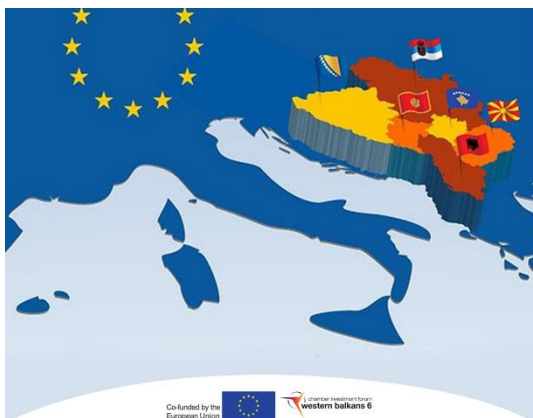 Co-funded by the
European Union
chamber investment forum
western balkans 6